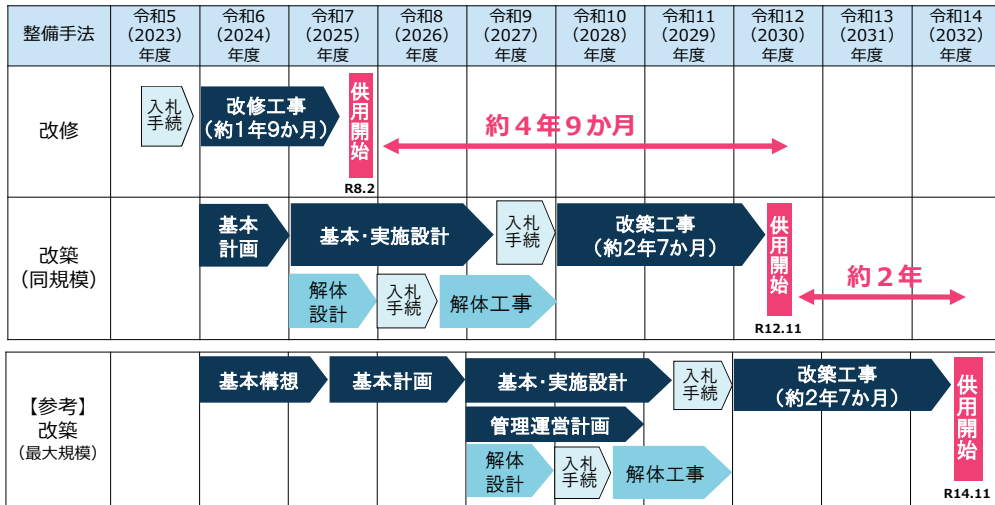 整備手法
令和5
(2023)
年度
令和6
(2024)
年度
令和7
(2025)
年度
令和8
(2026)
年度
令和9
(2027)
年度
令和10
(2028)
年度
令和11
(2029)
年度
令和12
(2030)
年度
令和13
(2031)
年度
令和14
(2032)
年度
改修
入札
手続
改修工事
(約1年9か月)
供用開始
R8.2
約４年９か月
改築
(同規模)
基本
計画
基本･実施設計
入札
手続
改築工事
(約2年7か月)
供用開始
R12.11
約２年
解体
設計
入札
手続
解体工事
【参考】
改築
(最大規模)
基本構想
基本計画
基本･実施設計
入札
手続
改築工事
(約2年7か月)
供用開始
R14.11
管理運営計画
解体
設計
入札
手続
解体工事